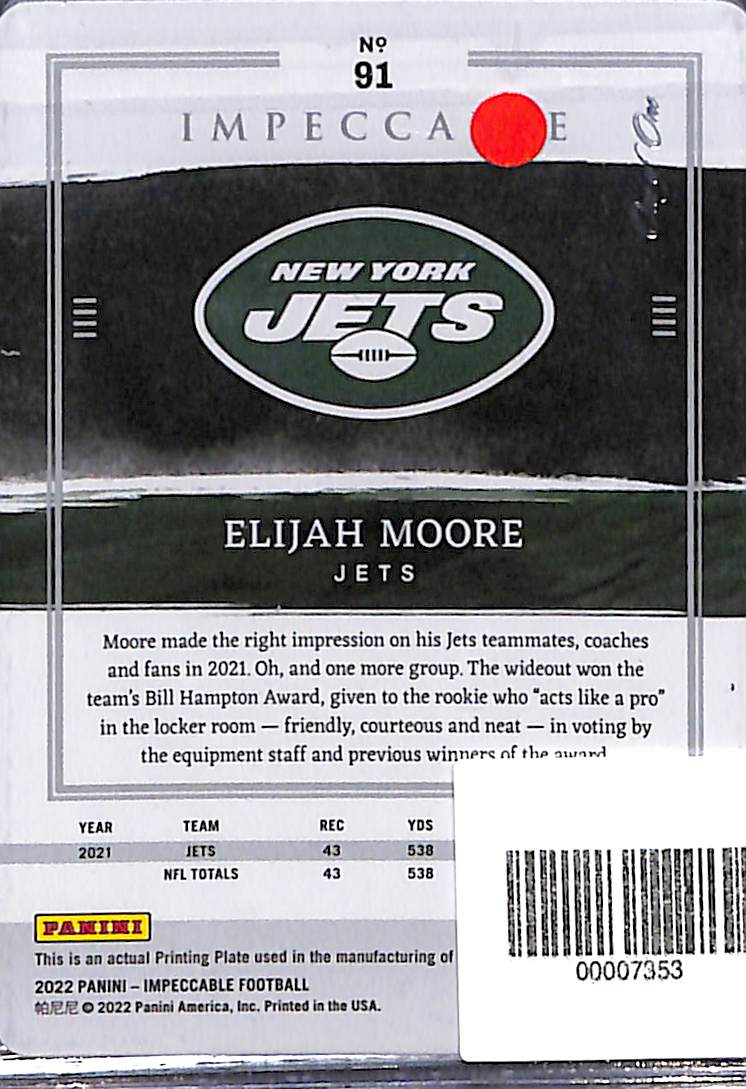 Nº
91
IMPECCA E
One
NEW YORK
JETS
ELIJAH MOORE
JETS
Moore made the right impression on his Jets teammates, coaches
and fans in 2021. Oh, and one more group. The wideout won the
team's Bill Hampton Award, given to the rookie who “acts like a pro”
in the locker room — friendly, courteous and neat — in voting by
the equipment staff and previous winners of the award
YEAR TEAM REC YDS
2021 JETS 43 538
NFL TOTALS 43 538
PANINI
This is an actual Printing Plate used in the manufacturing of
2022 PANINI – IMPECCABLE FOOTBALL
帕尼尼 © 2022 Panini America, Inc. Printed in the USA.
00007353